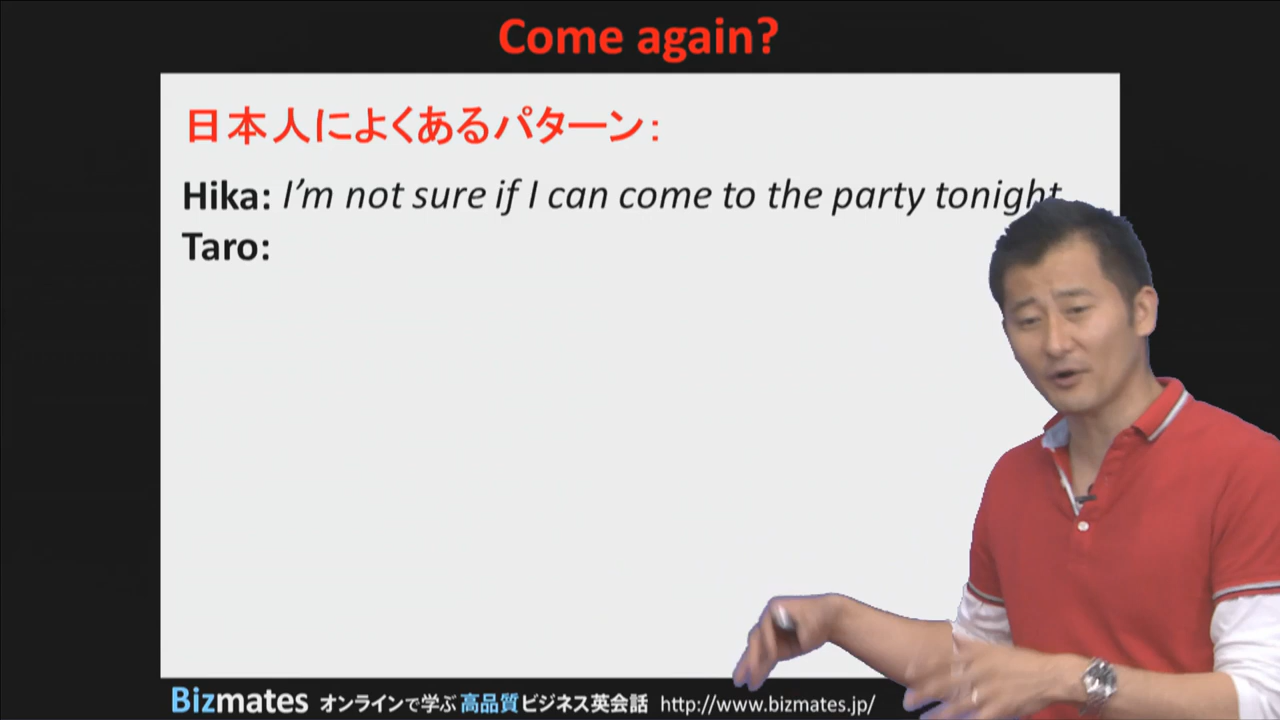 Come again?
日本人によくあるパターン：
Hika: I'm not sure if I can come to the party tonight
Taro:
Bizmates オンラインで学ぶ高品質ビジネス英会話 http://www.bizmates.jp/